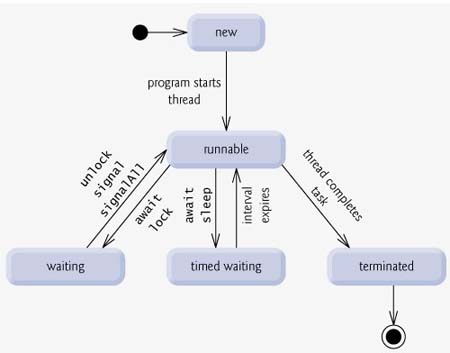 new
program starts
thread
runnable
unlock
signal
signalAll
await
lock
await
sleep
interval
expires
thread completes
task
waiting
timed waiting
terminated